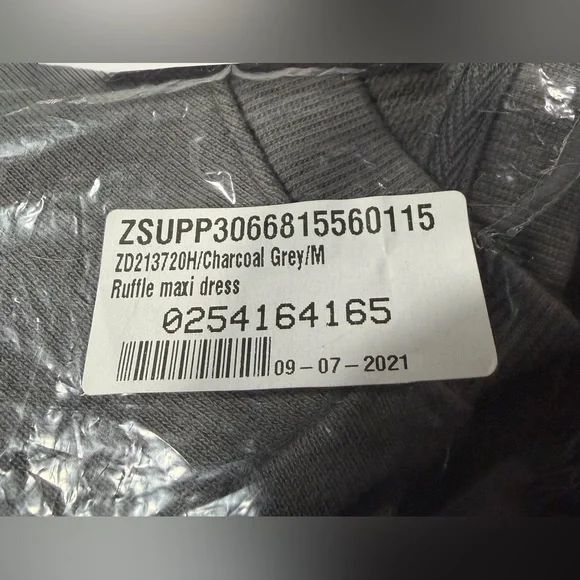 ZSUPP3066815560115
ZD213720H/Charcoal Grey/M
Ruffle maxi dress
0254164165
09-07-2021